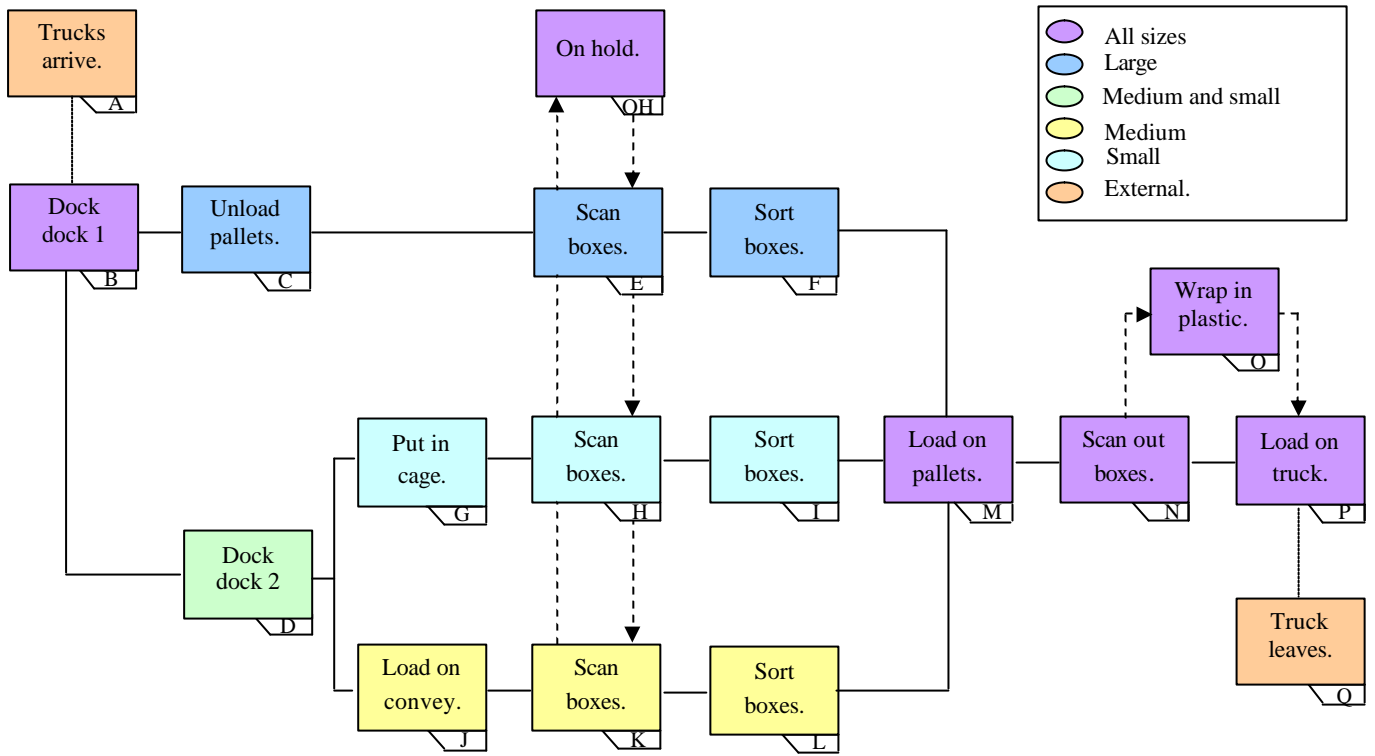 Trucks
arrive.
A
On hold.
OH
All sizes
Large
Medium and small
Medium
Small
External.
Dock
dock 1
B
Unload
pallets.
C
Scan
boxes.
E
Sort
boxes.
F
Wrap in
plastic.
O
Put in
cage.
G
Scan
boxes.
H
Sort
boxes.
I
Load on
pallets.
M
Scan out
boxes.
N
Load on
truck.
P
Dock
dock 2
D
Load on
convey.
J
Scan
boxes.
K
Sort
boxes.
L
Truck
leaves.
Q